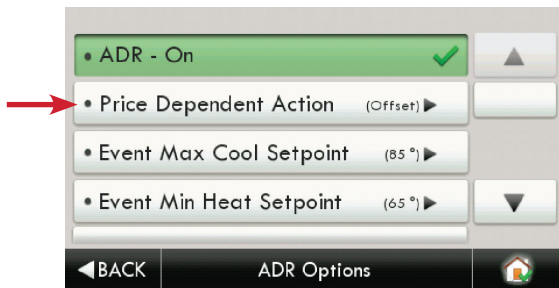 • ADR - On
• Price Dependent Action (Offset)
• Event Max Cool Setpoint (85°)
• Event Min Heat Setpoint (65°)
BACK ADR Options